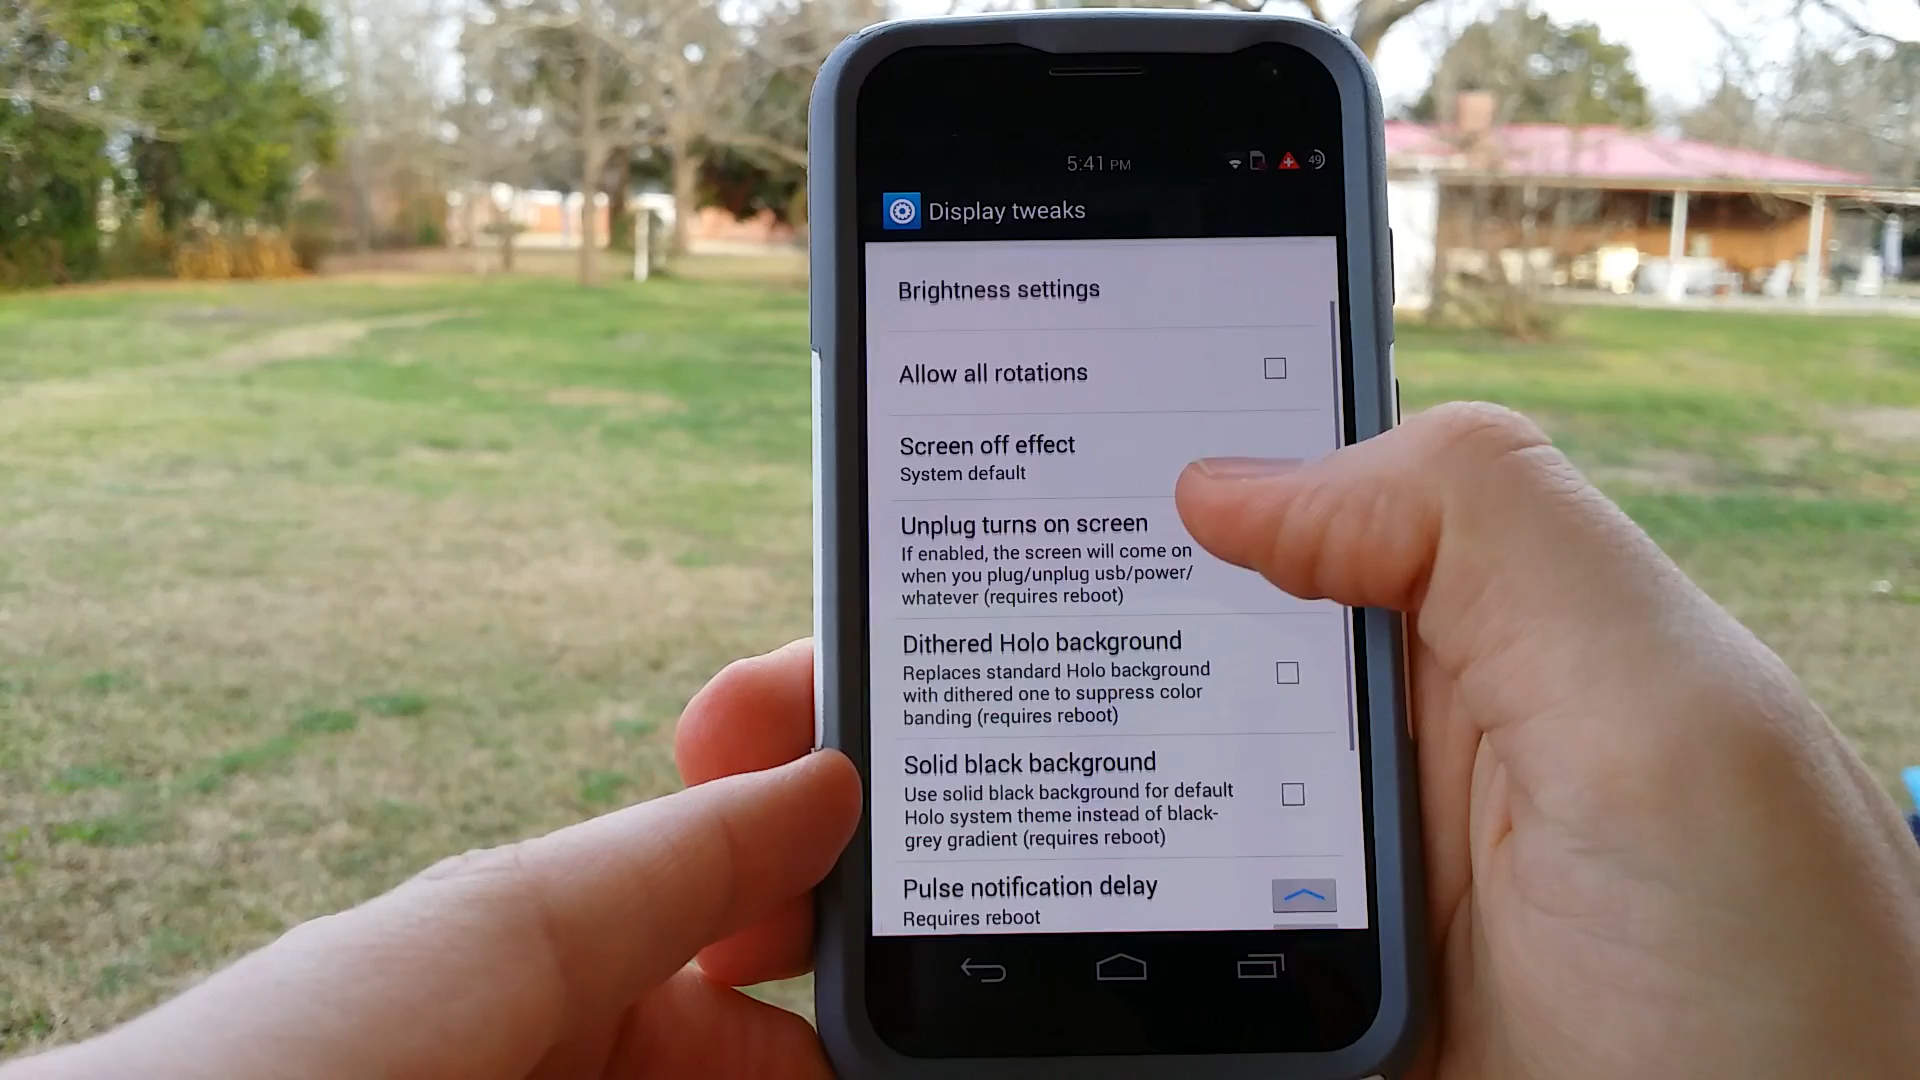 5:41 PM
49
Display tweaks
Brightness settings
Allow all rotations
Screen off effect
System default
Unplug turns on screen
If enabled, the screen will come on
when you plug/unplug usb/power/
whatever (requires reboot)
Dithered Holo background
Replaces standard Holo background
with dithered one to suppress color
banding (requires reboot)
Solid black background
Use solid black background for default
Holo system theme instead of black-
grey gradient (requires reboot)
Pulse notification delay
Requires reboot